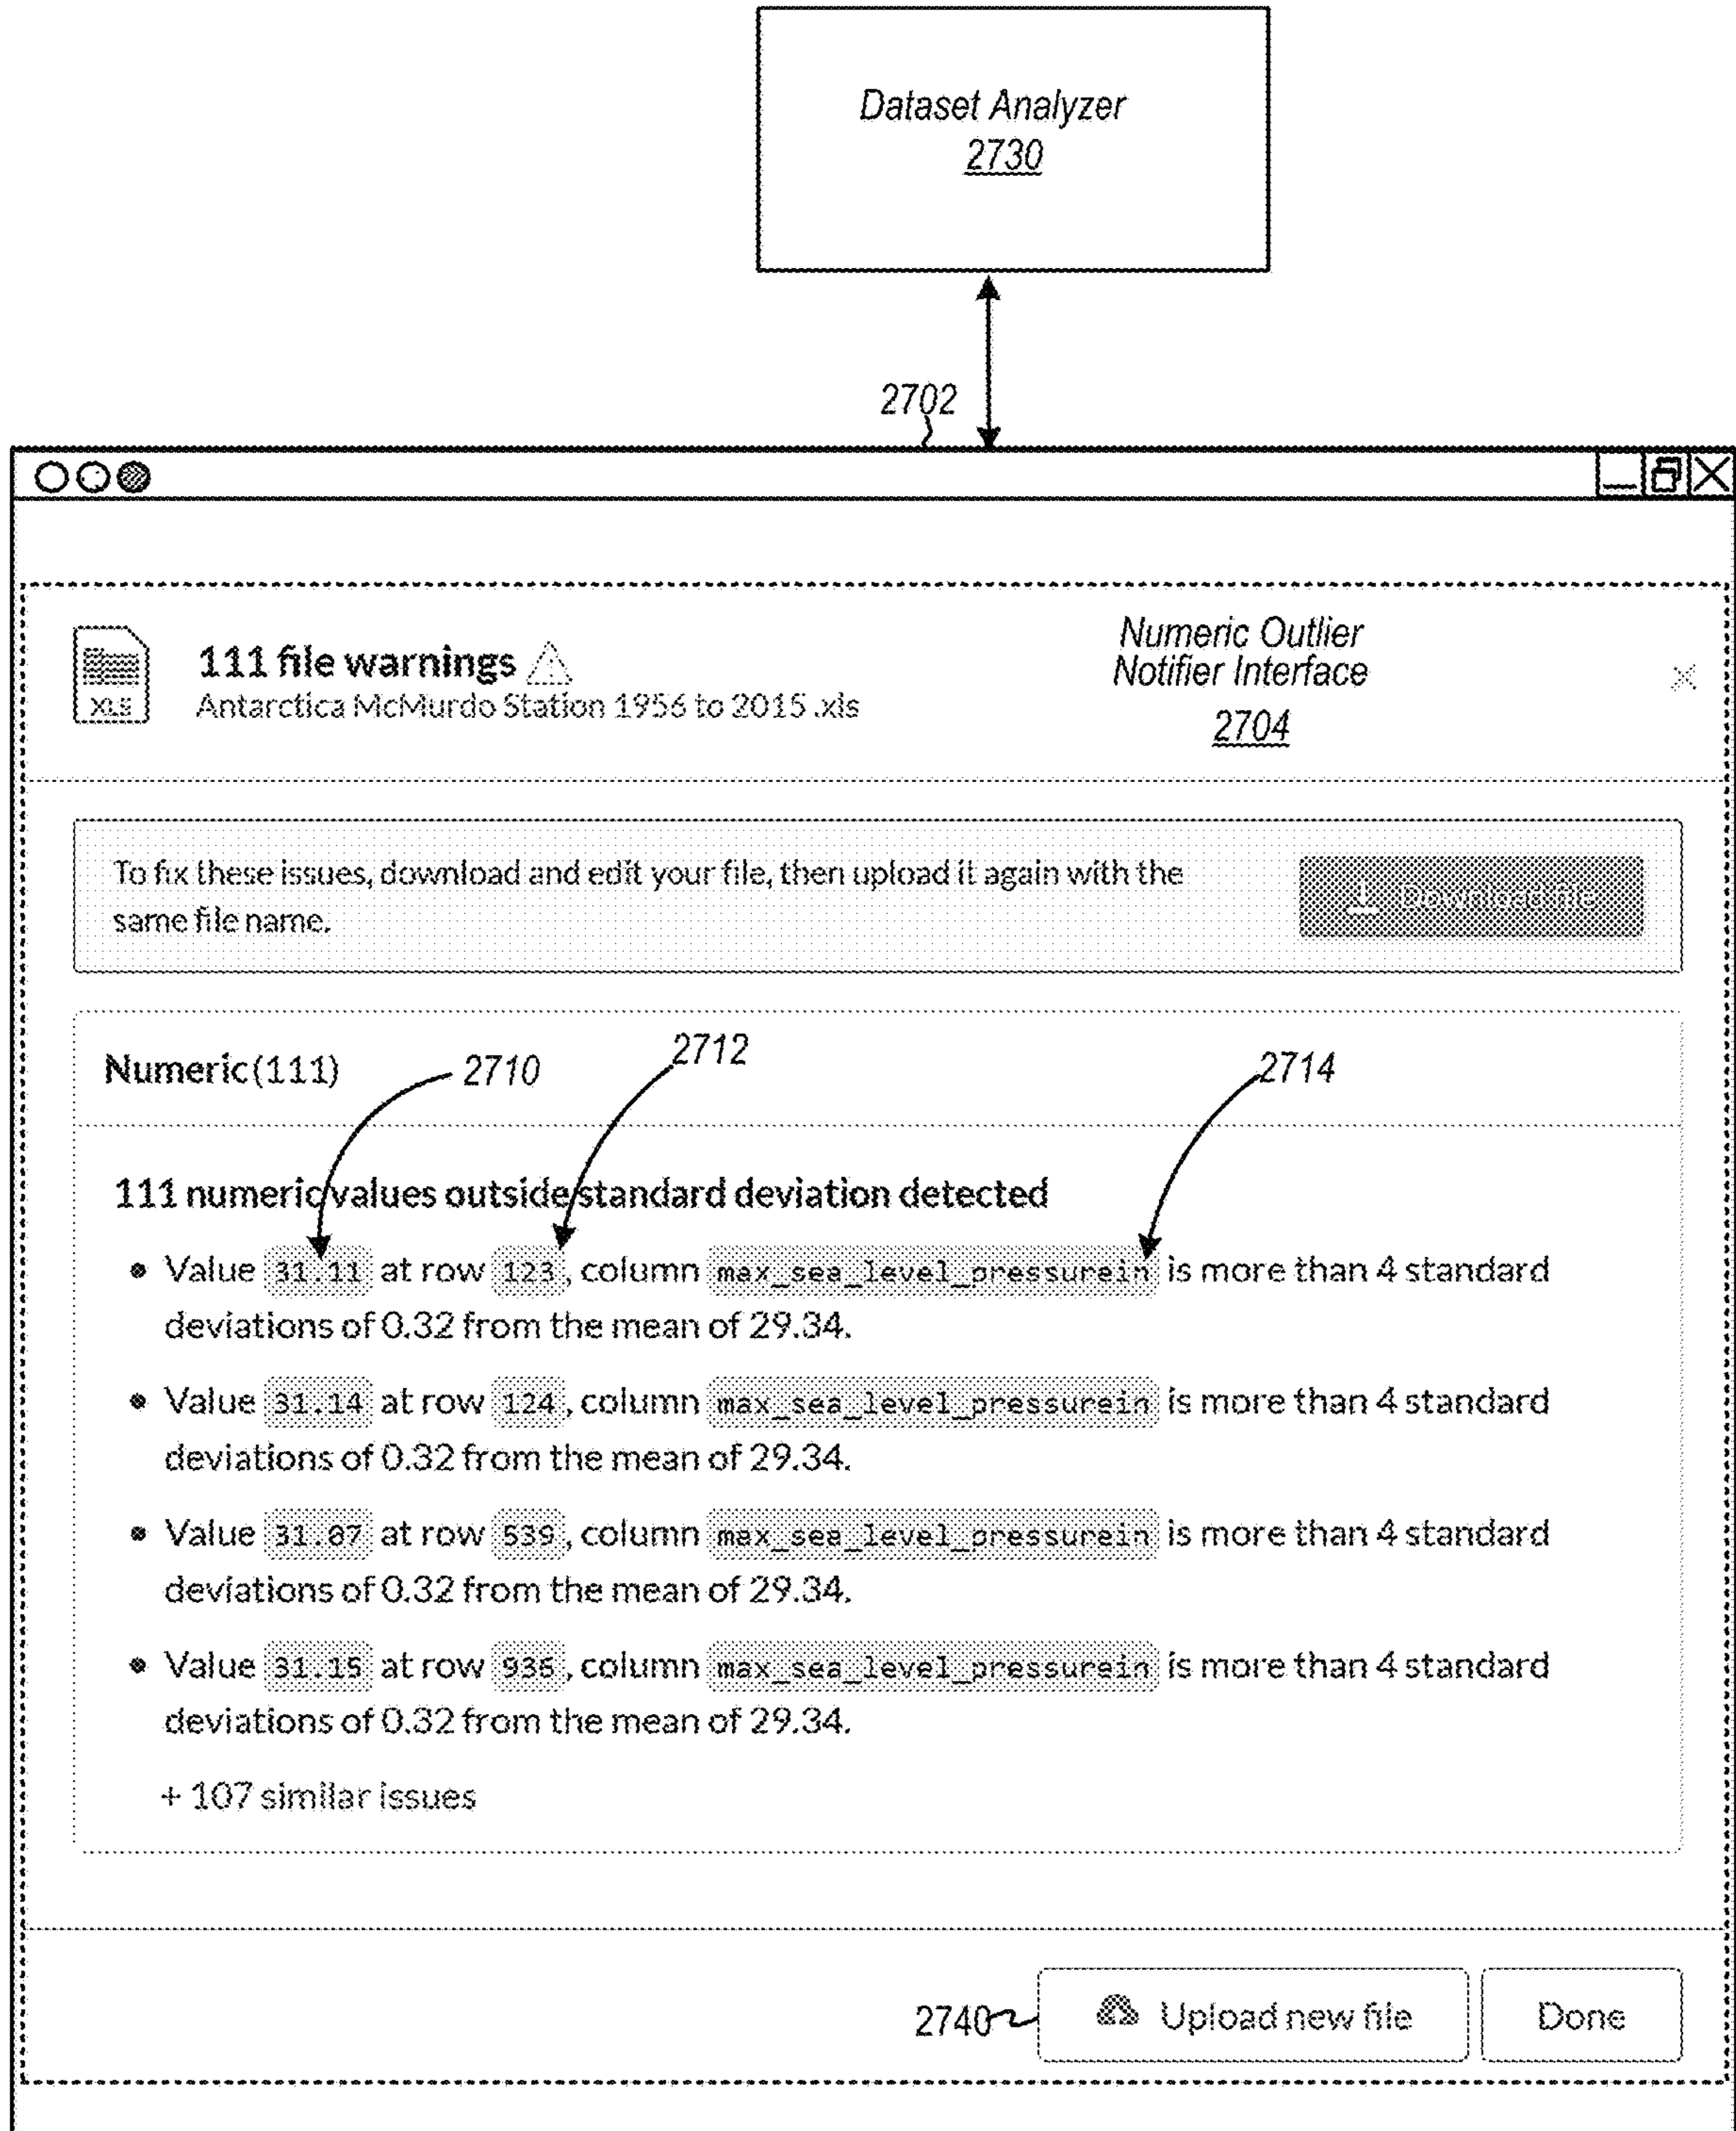 Dataset Analyzer
2730
2702
111 file warnings
Numeric Outlier
Notifier Interface
2704
XLS
Antarctica McMurdo Station 1956 to 2015 .xls
To fix these issues, download and edit your file, then upload it again with the
same file name.
Download file
Numeric (111)
2710
2712
2714
111 numeric values outside standard deviation detected
• Value 31.11 at row 123, column max_sea_level_pressurein is more than 4 standard
deviations of 0.32 from the mean of 29.34.
• Value 31.14 at row 124, column max_sea_level_pressurein is more than 4 standard
deviations of 0.32 from the mean of 29.34.
• Value 31.07 at row 539, column max_sea_level_pressurein is more than 4 standard
deviations of 0.32 from the mean of 29.34.
• Value 31.15 at row 936, column max_sea_level_pressurein is more than 4 standard
deviations of 0.32 from the mean of 29.34.
+ 107 similar issues
2740
Upload new file
Done